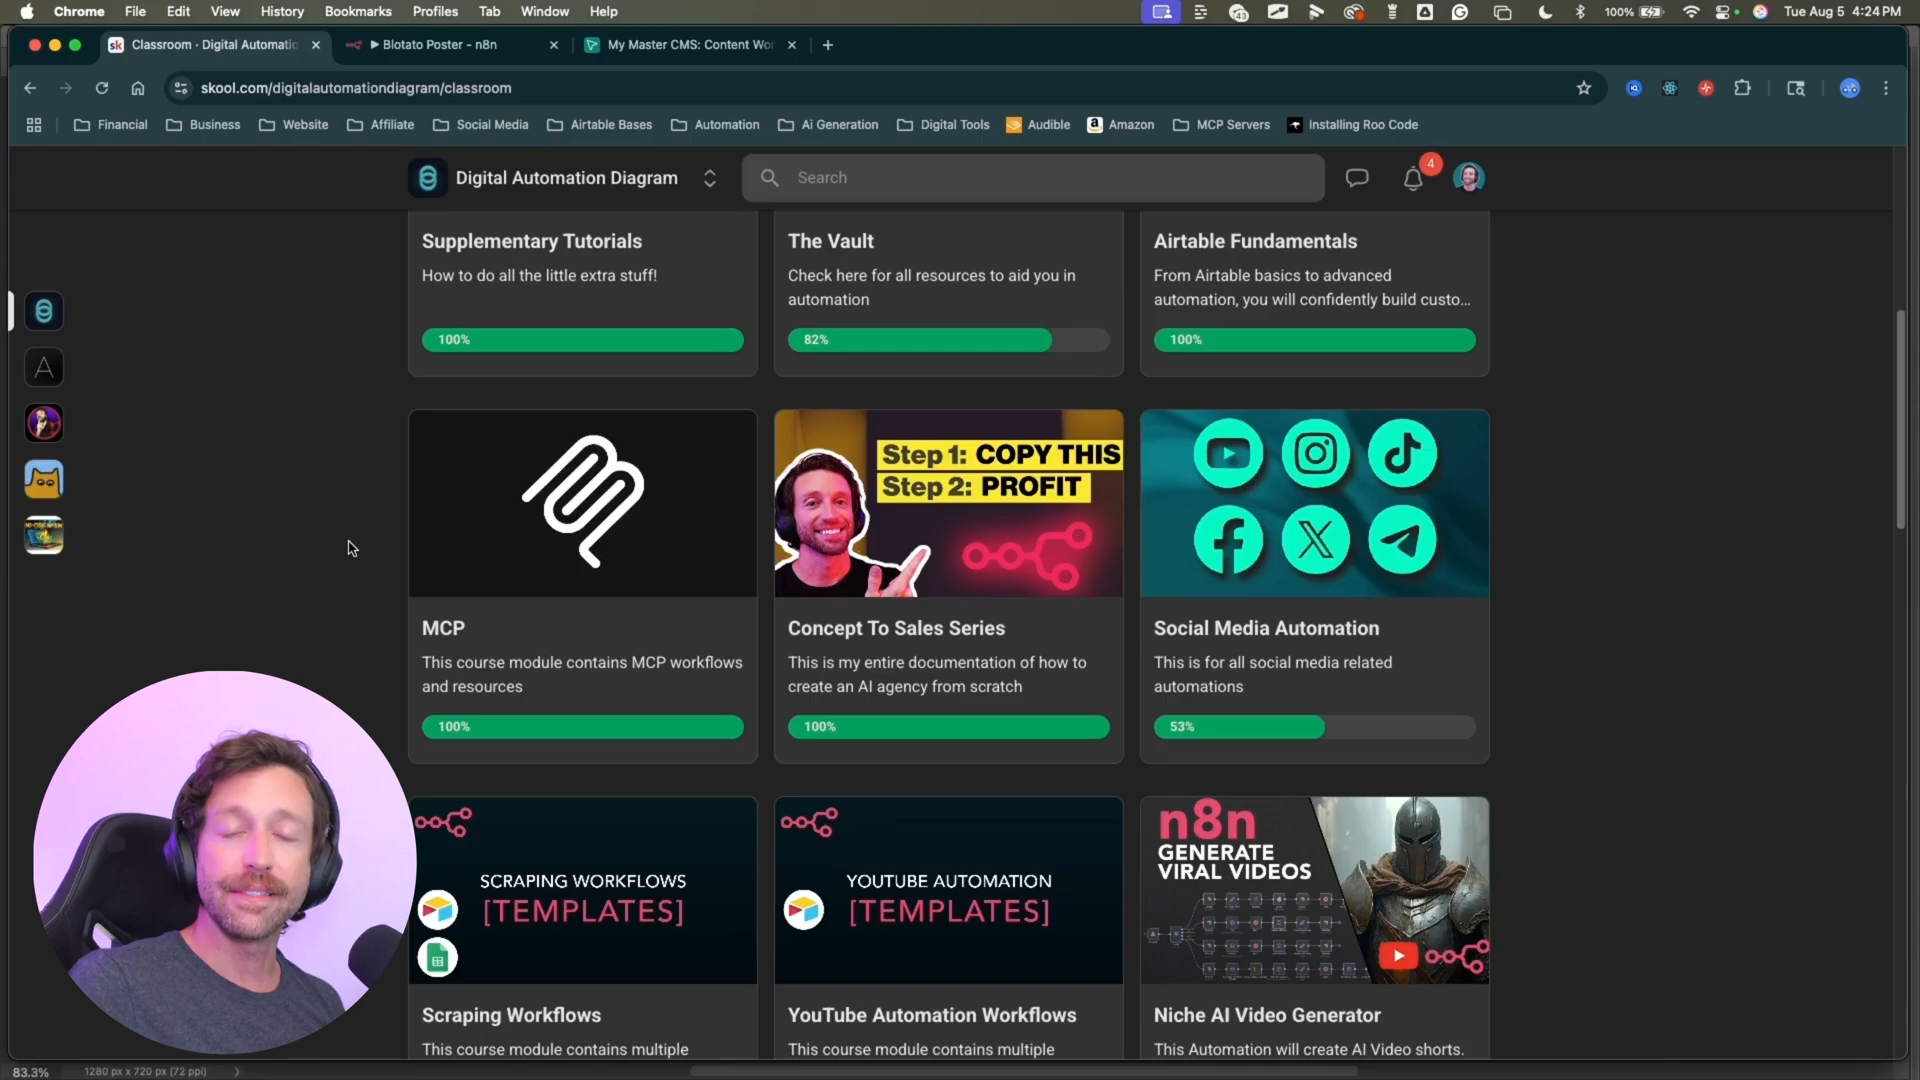 Chrome File Edit View History Bookmarks Profiles Tab Window Help
43
100%
Tue Aug 5 4:24 PM
sk Classroom · Digital Automatio
▶ Blotato Poster - n8n
My Master CMS: Content Wor
skool.com/digitalautomationdiagram/classroom
Financial Business Website Affiliate Social Media Airtable Bases Automation Ai Generation Digital Tools Audible Amazon MCP Servers Installing Roo Code
Digital Automation Diagram
Search
4
Supplementary Tutorials
How to do all the little extra stuff!
100%
The Vault
Check here for all resources to aid you in
automation
82%
Airtable Fundamentals
From Airtable basics to advanced
automation, you will confidently build custo...
100%
MCP
This course module contains MCP workflows
and resources
100%
Step 1: COPY THIS
Step 2: PROFIT
Concept To Sales Series
This is my entire documentation of how to
create an AI agency from scratch
100%
Social Media Automation
This is for all social media related
automations
53%
SCRAPING WORKFLOWS
[TEMPLATES]
Scraping Workflows
This course module contains multiple
YOUTUBE AUTOMATION
[TEMPLATES]
YouTube Automation Workflows
This course module contains multiple
n8n
GENERATE
VIRAL VIDEOS
Niche AI Video Generator
This Automation will create AI Video shorts.
83.3% 1280 px x 720 px (72 ppi)